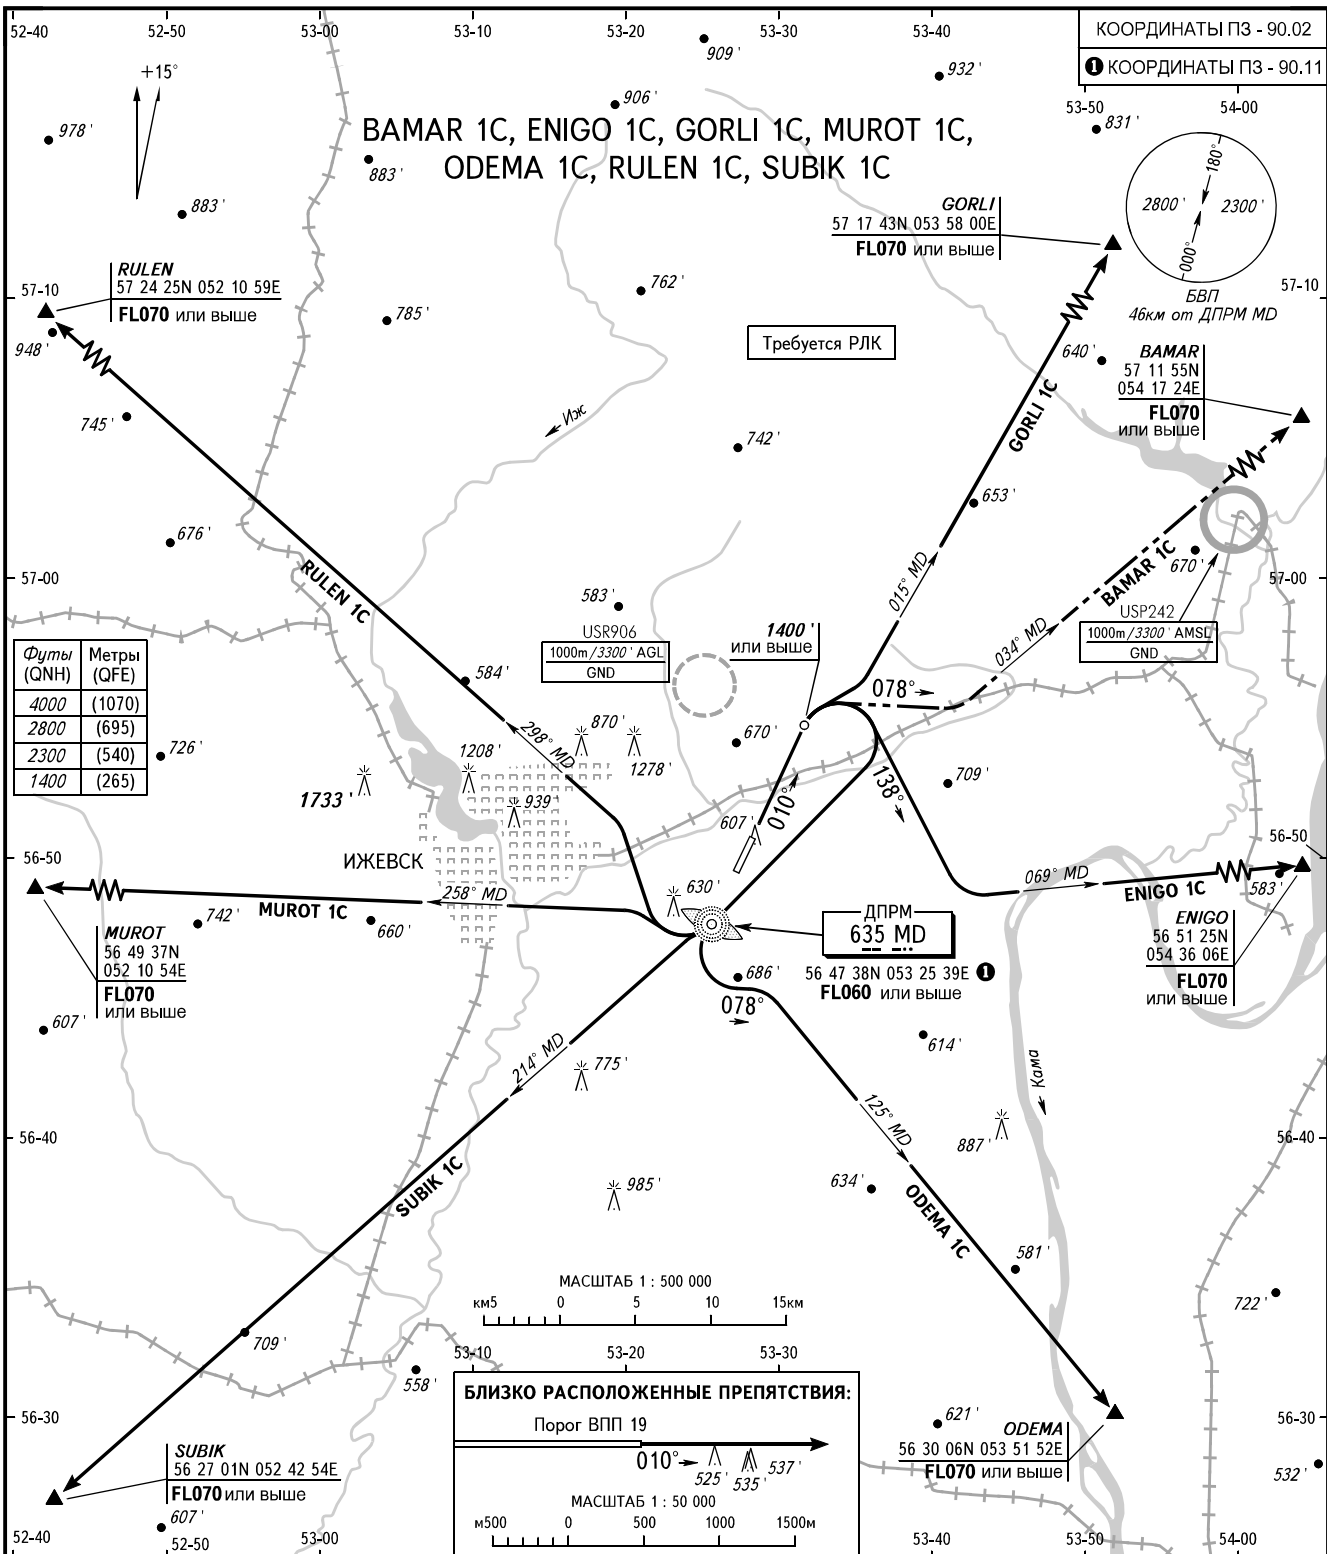 52-40
52-50
53-00
53-10
53-20
53-30
53-40
КООРДИНАТЫ ПЗ - 90.02
❶ КООРДИНАТЫ ПЗ - 90.11
53-50
54-00
+15°
909 '
932 '
906 '
978 '
831 '
BAMAR 1C, ENIGO 1C, GORLI 1C, MUROT 1C,
ODEMA 1C, RULEN 1C, SUBIK 1C
883 '
883 '
180°
2800 '
2300 '
000°
БВП
46км от ДПРМ MD
GORLI
57 17 43N 053 58 00E
FL070 или выше
RULEN
57 24 25N 052 10 59E
FL070 или выше
57-10
57-10
762 '
785 '
948 '
Требуется РЛК
640 '
BAMAR
57 11 55N
054 17 24E
FL070
или выше
745 '
Иж
742 '
GORLI 1C
653 '
676 '
670 '
BAMAR 1C
57-00
57-00
RULEN 1C
015° MD
583 '
USR906
1000m/3300 ' AGL
GND
1400 '
или выше
034° MD
USP242
1000m/3300 ' AMSL
GND
Футы
(QNH)
Метры
(QFE)
4000
(1070)
2800
(695)
2300
(540)
1400
(265)
584 '
078°
298° MD
870 '
670 '
726 '
1208 '
1278 '
709 '
1733 '
939 '
010°
138°
607 '
56-50
56-50
ИЖЕВСК
630 '
258° MD
MUROT 1C
069° MD
ENIGO 1C
583 '
742 '
660 '
MUROT
56 49 37N
052 10 54E
FL070
или выше
ДПРМ
635 MD
56 47 38N 053 25 39E ❶
FL060 или выше
ENIGO
56 51 25N
054 36 06E
FL070
или выше
686 '
078°
607 '
614 '
214° MD
775 '
Кама
125° MD
887 '
56-40
56-40
SUBIK 1C
985 '
634 '
ODEMA 1C
581 '
МАСШТАБ 1 : 500 000
км5
0
5
10
15км
722 '
709 '
53-10
53-20
53-30
558 '
БЛИЗКО РАСПОЛОЖЕННЫЕ ПРЕПЯТСТВИЯ:
Порог ВПП 19
010°
525 '
535 '
537 '
МАСШТАБ 1 : 50 000
м500
0
500
1000
1500м
56-30
56-30
621 '
ODEMA
56 30 06N 053 51 52E
FL070 или выше
532 '
SUBIK
56 27 01N 052 42 54E
FL070 или выше
607 '
52-40
52-50
53-00
53-40
53-50
54-00